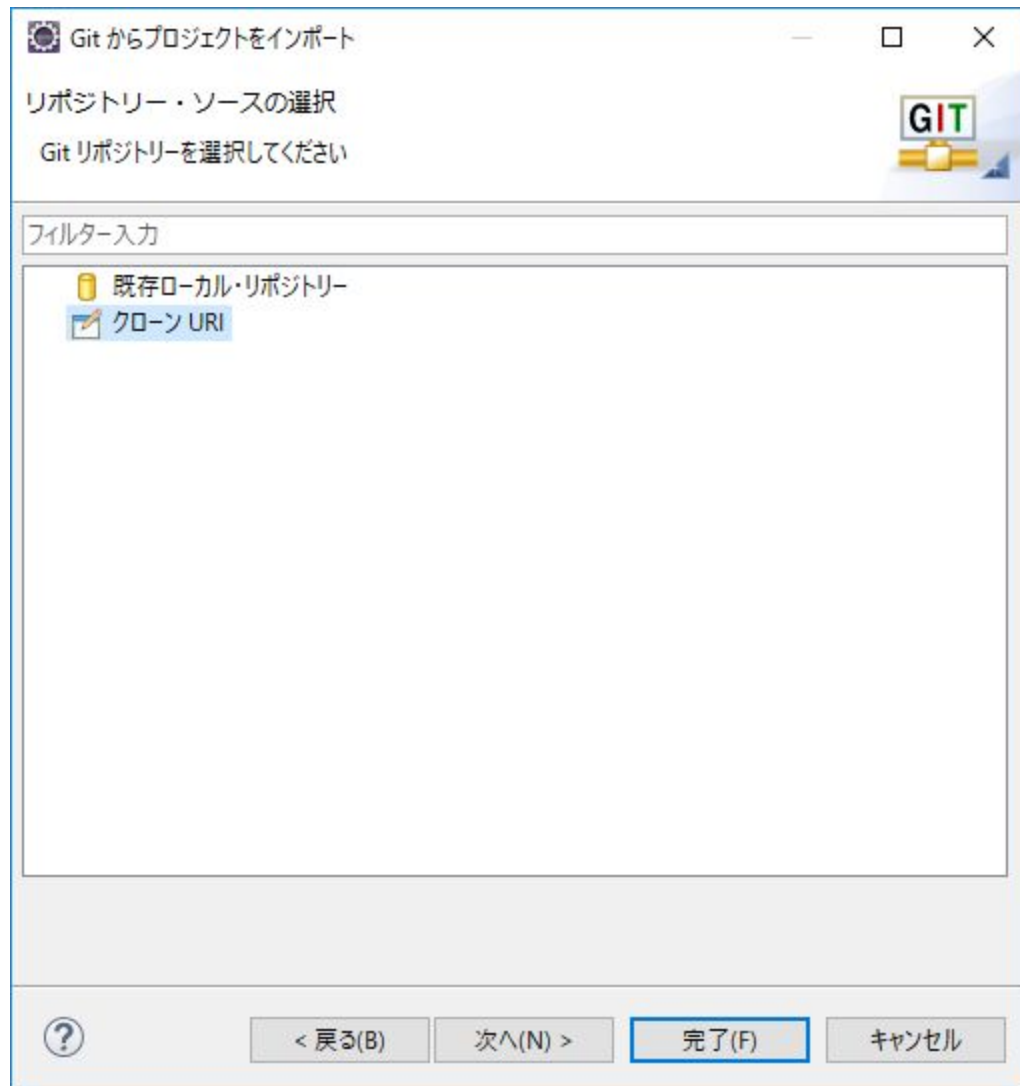 Git からプロジェクトをインポート
リポジトリー・ソースの選択
Git リポジトリーを選択してください
GIT
フィルター入力
既存ローカル・リポジトリー
クローン URI
?
< 戻る(B)
次へ(N) >
完了(F)
キャンセル